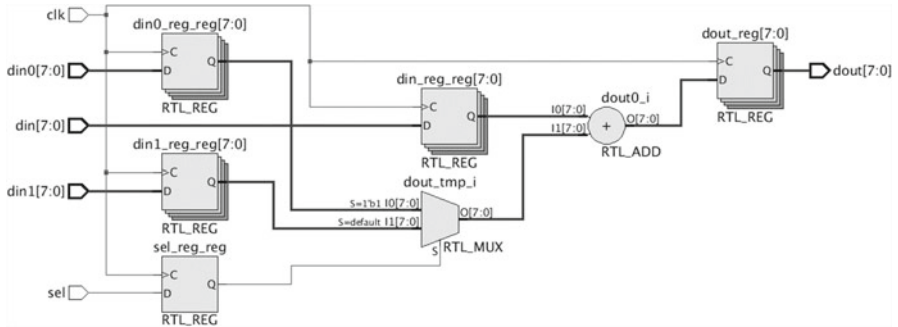 clk
din0_reg_reg[7:0]
C
D
Q
RTL_REG
din0[7:0]
din[7:0]
din_reg_reg[7:0]
C
D
Q
RTL_REG
din1_reg_reg[7:0]
C
D
Q
RTL_REG
din1[7:0]
dout_tmp_i
S=1'b1 I0[7:0]
S=default I1[7:0]
O[7:0]
S
RTL_MUX
sel_reg_reg
C
D
Q
RTL_REG
sel
dout0_i
I0[7:0]
I1[7:0]
+
O[7:0]
RTL_ADD
dout_reg[7:0]
C
D
Q
RTL_REG
dout[7:0]